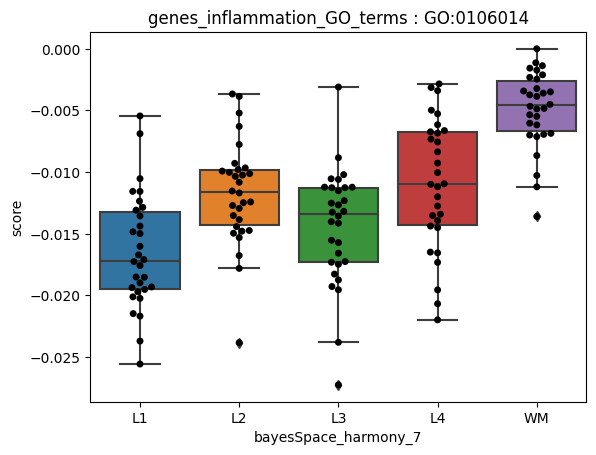 genes_inflammation_GO_terms : GO:0106014
score
0.000
−0.005
−0.010
−0.015
−0.020
−0.025
L1 L2 L3 L4 WM
bayesSpace_harmony_7